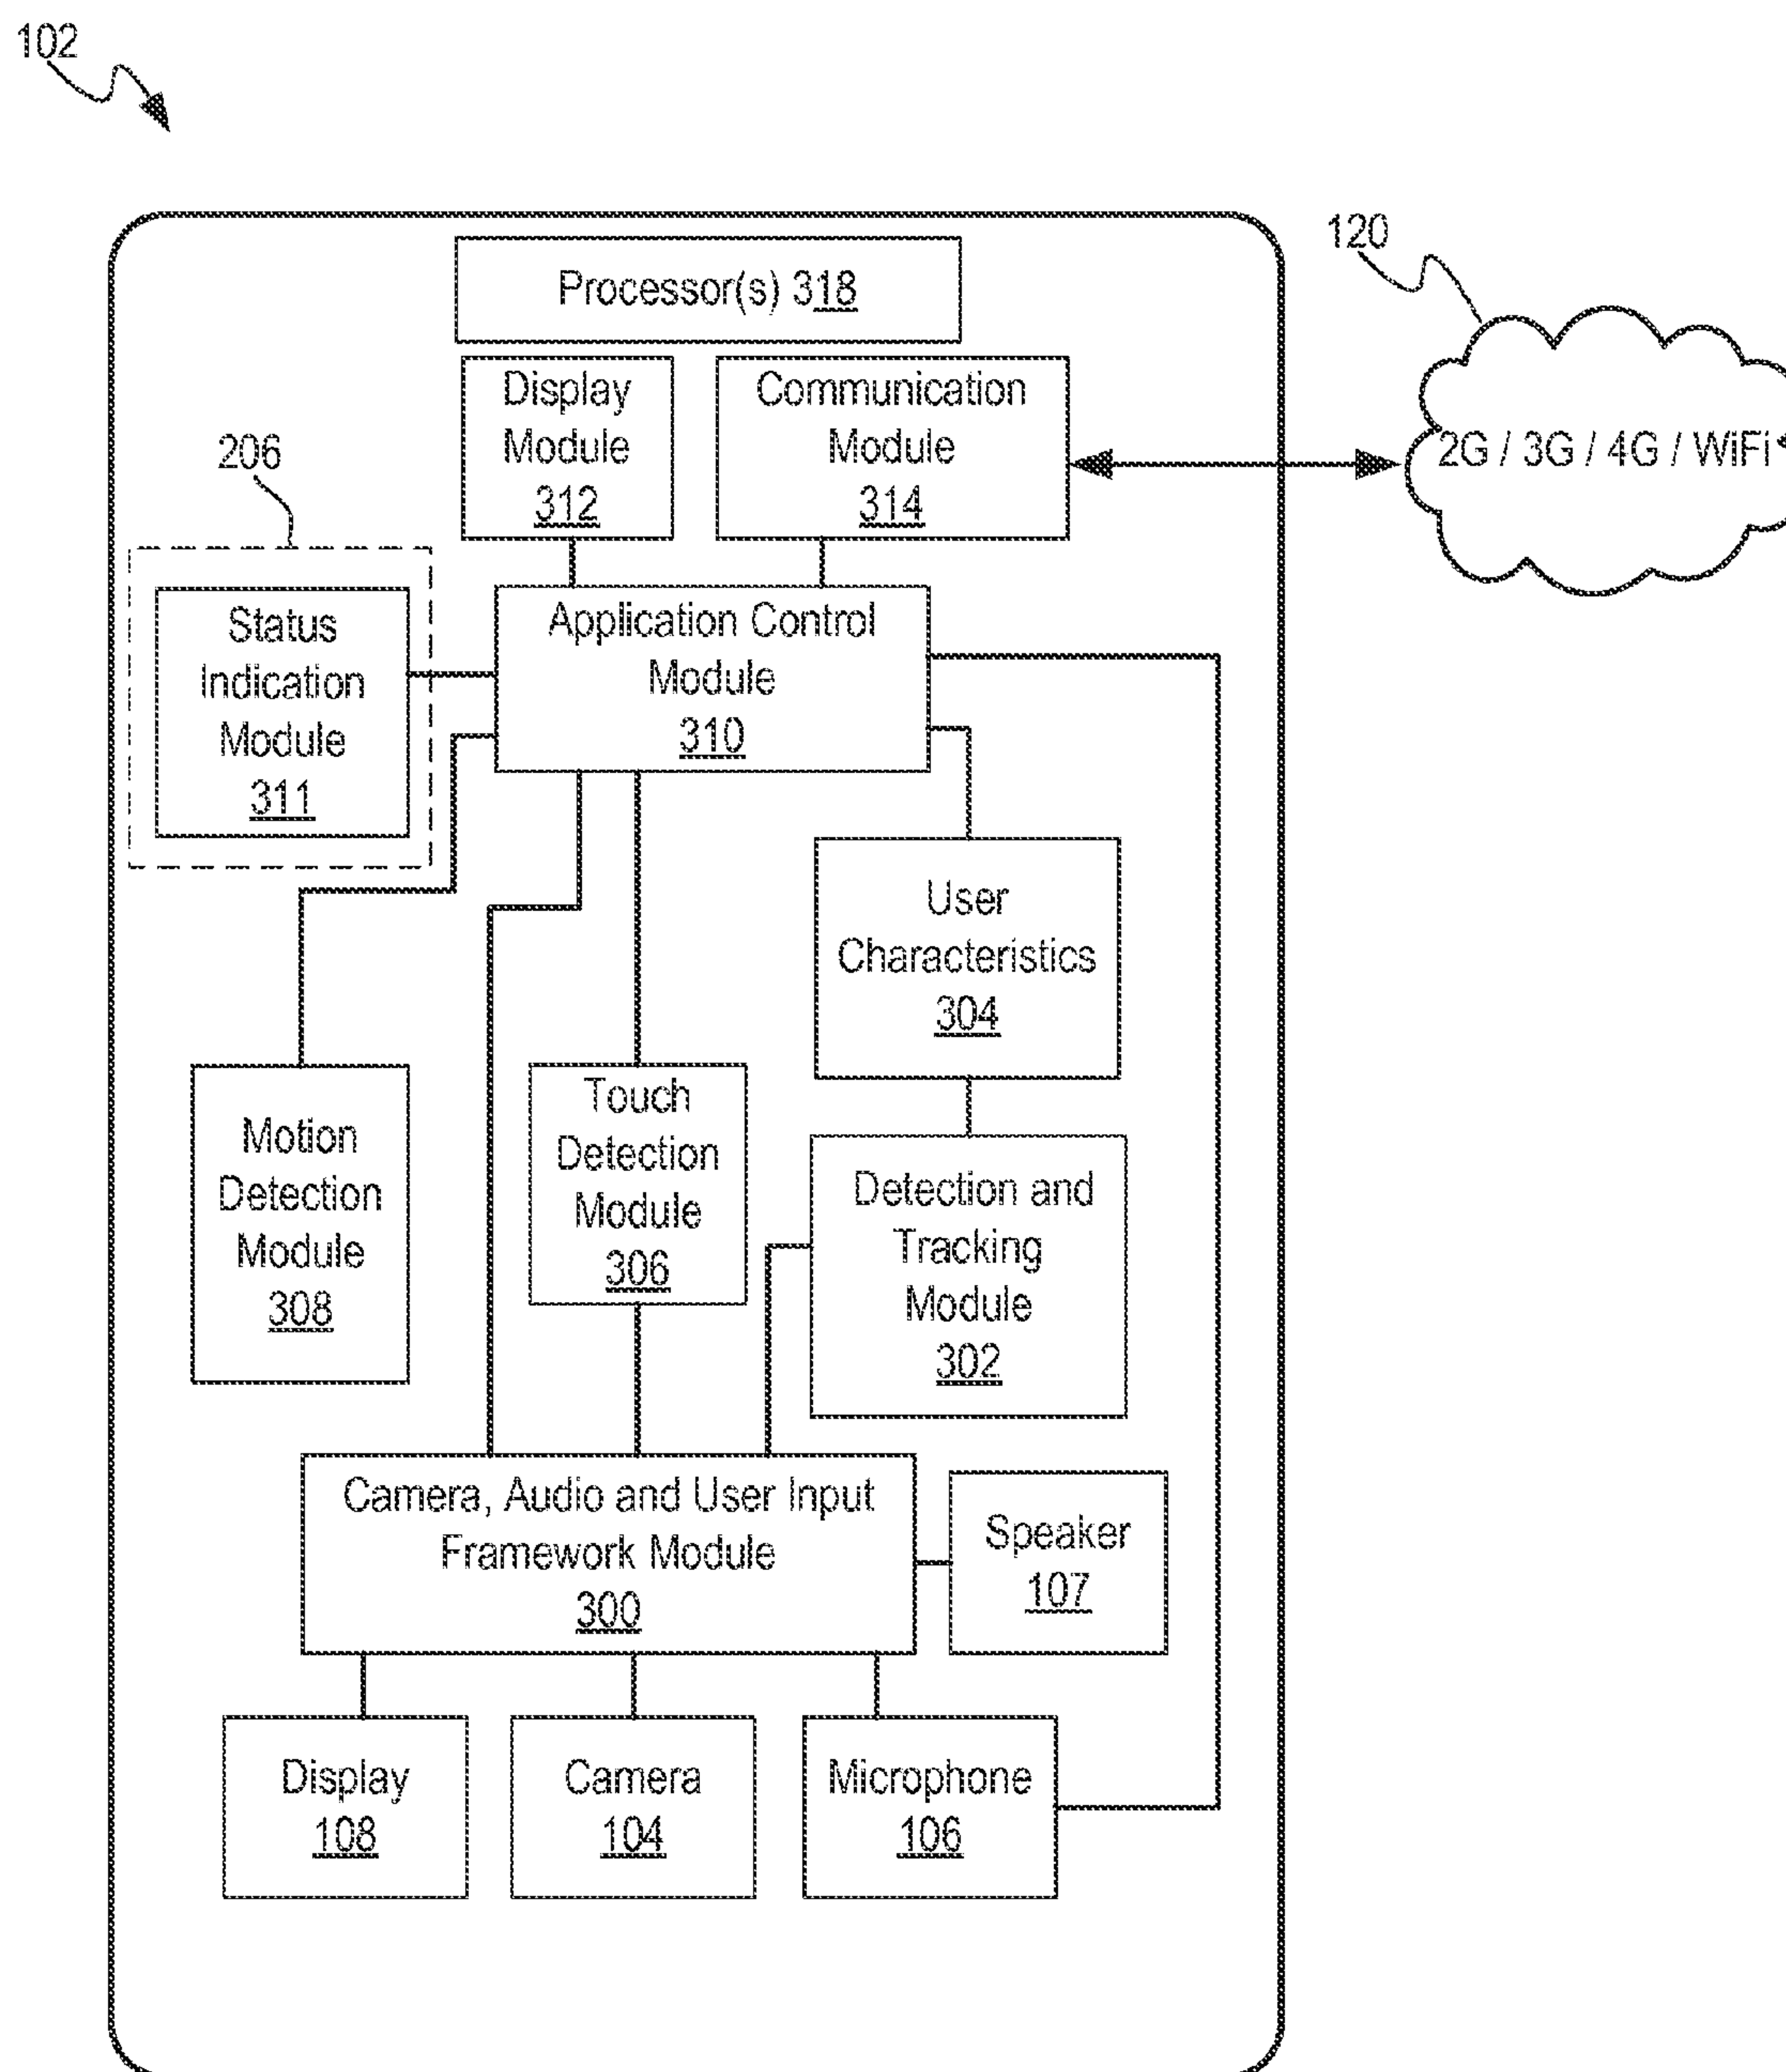 102
120
Processor(s) 318
Display
Module
312
Communication
Module
314
2G / 3G / 4G / WiFi
206
Status
Indication
Module
311
Application Control
Module
310
User
Characteristics
304
Motion
Detection
Module
308
Touch
Detection
Module
306
Detection and
Tracking
Module
302
Camera, Audio and User Input
Framework Module
300
Speaker
107
Display
108
Camera
104
Microphone
106